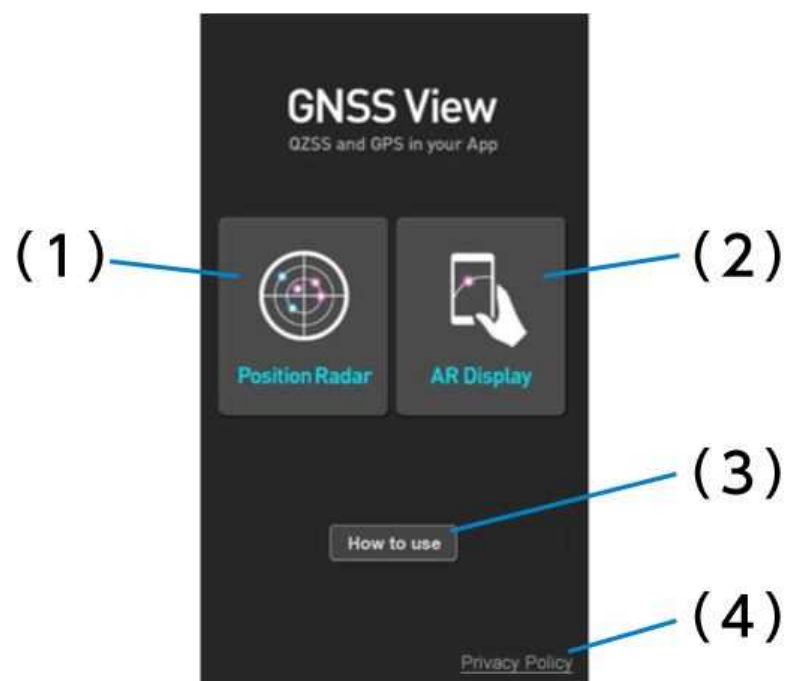 GNSS View
QZSS and GPS in your App
(1)
(2)
Position Radar
AR Display
(3)
How to use
(4)
Privacy Policy